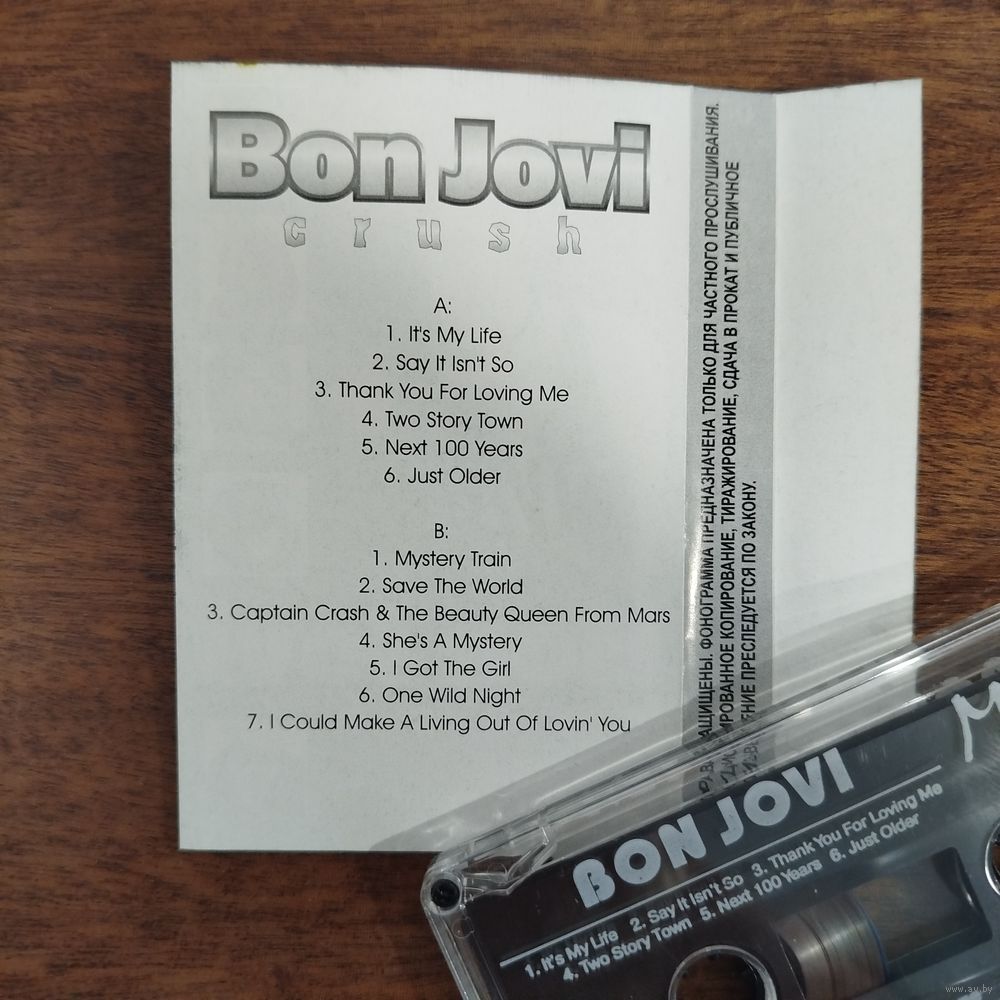 Bon Jovi
crush
A:
1. It's My Life
2. Say It Isn't So
3. Thank You For Loving Me
4. Two Story Town
5. Next 100 Years
6. Just Older
B:
1. Mystery Train
2. Save The World
3. Captain Crash & The Beauty Queen From Mars
4. She's A Mystery
5. I Got The Girl
6. One Wild Night
7. I Could Make A Living Out Of Lovin' You
ФОНОГРАММА ПРЕДНАЗНАЧЕНА ТОЛЬКО ДЛЯ ЧАСТНОГО ПРОСЛУШИВАНИЯ.
КОПИРОВАНИЕ, ТИРАЖИРОВАНИЕ, СДАЧА В ПРОКАТ И ПУБЛИЧНОЕ
ПРЕСЛЕДУЕТСЯ ПО ЗАКОНУ.
BON JOVI
1. It's My Life 2. Say It Isn't So 3. Thank You For Loving Me
4. Two Story Town 5. Next 100 Years 6. Just Older
www.ay.by